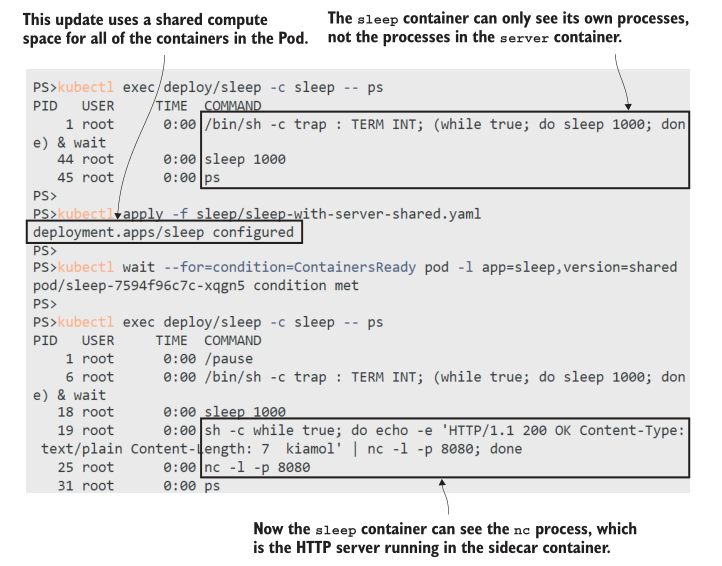 This update uses a shared compute
space for all of the containers in the Pod.
The sleep container can only see its own processes,
not the processes in the server container.
PS>kubectl exec deploy/sleep -c sleep -- ps
PID USER TIME COMMAND
1 root 0:00 /bin/sh -c trap : TERM INT; (while true; do sleep 1000; don
e) & wait
44 root 0:00 sleep 1000
45 root 0:00 ps
PS>
PS>kubectl apply -f sleep/sleep-with-server-shared.yaml
deployment.apps/sleep configured
PS>
PS>kubectl wait --for=condition=ContainersReady pod -l app=sleep,version=shared
pod/sleep-7594f96c7c-xqgn5 condition met
PS>
PS>kubectl exec deploy/sleep -c sleep -- ps
PID USER TIME COMMAND
1 root 0:00 /pause
6 root 0:00 /bin/sh -c trap : TERM INT; (while true; do sleep 1000; don
e) & wait
18 root 0:00 sleep 1000
19 root 0:00 sh -c while true; do echo -e 'HTTP/1.1 200 OK Content-Type:
text/plain Content-Length: 7 kiamol' | nc -l -p 8080; done
25 root 0:00 nc -l -p 8080
31 root 0:00 ps
Now the sleep container can see the nc process, which
is the HTTP server running in the sidecar container.